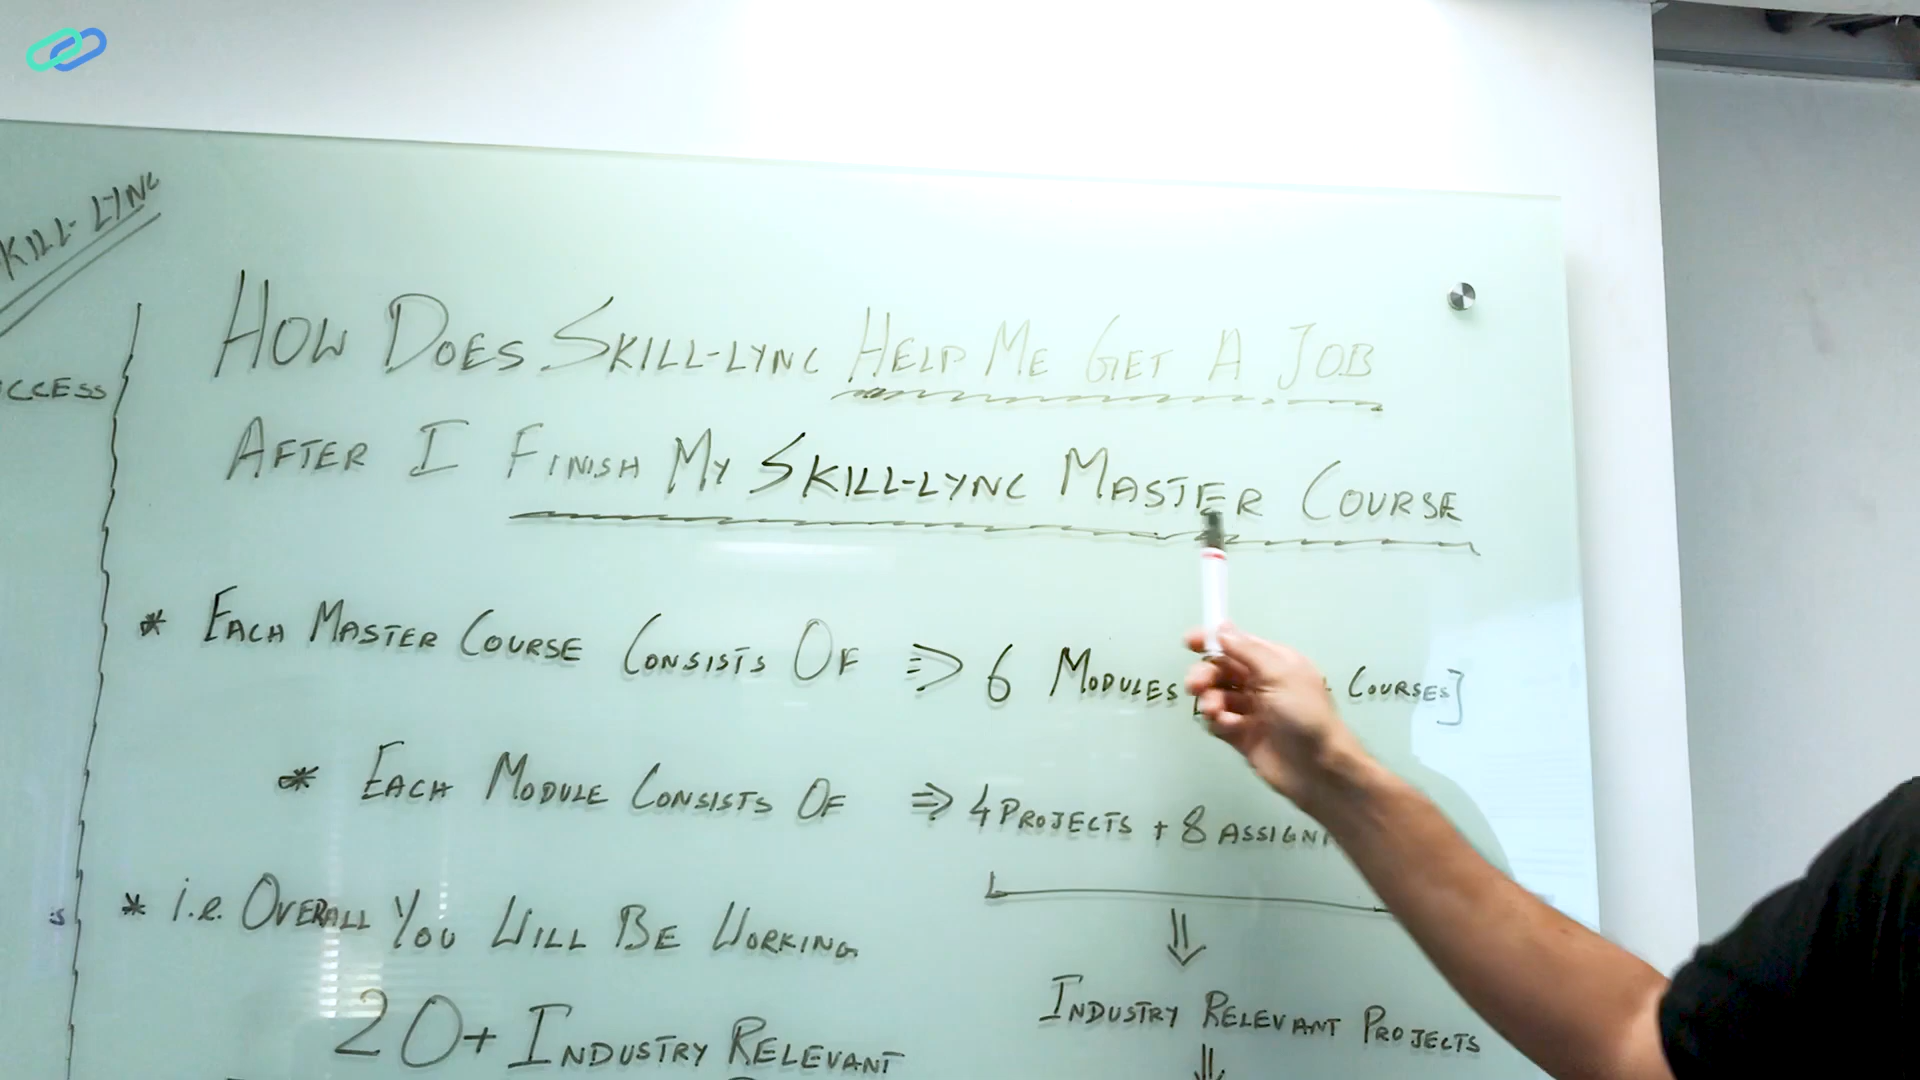 KILL-LYNC
CCESS
is
HOW DOES SKILL-LYNC HELP ME GET A JOB
AFTER I FINISH MY SKILL-LYNC MASTER COURSE
* EACH MASTER COURSE CONSISTS OF ⇒ 6 MODULES [ COURSES]
* EACH MODULE CONSISTS OF ⇒ 4 PROJECTS + 8 ASSIGN
* i.e. OVERALL YOU WILL BE WORKING
20+ INDUSTRY RELEVANT
INDUSTRY RELEVANT PROJECTS